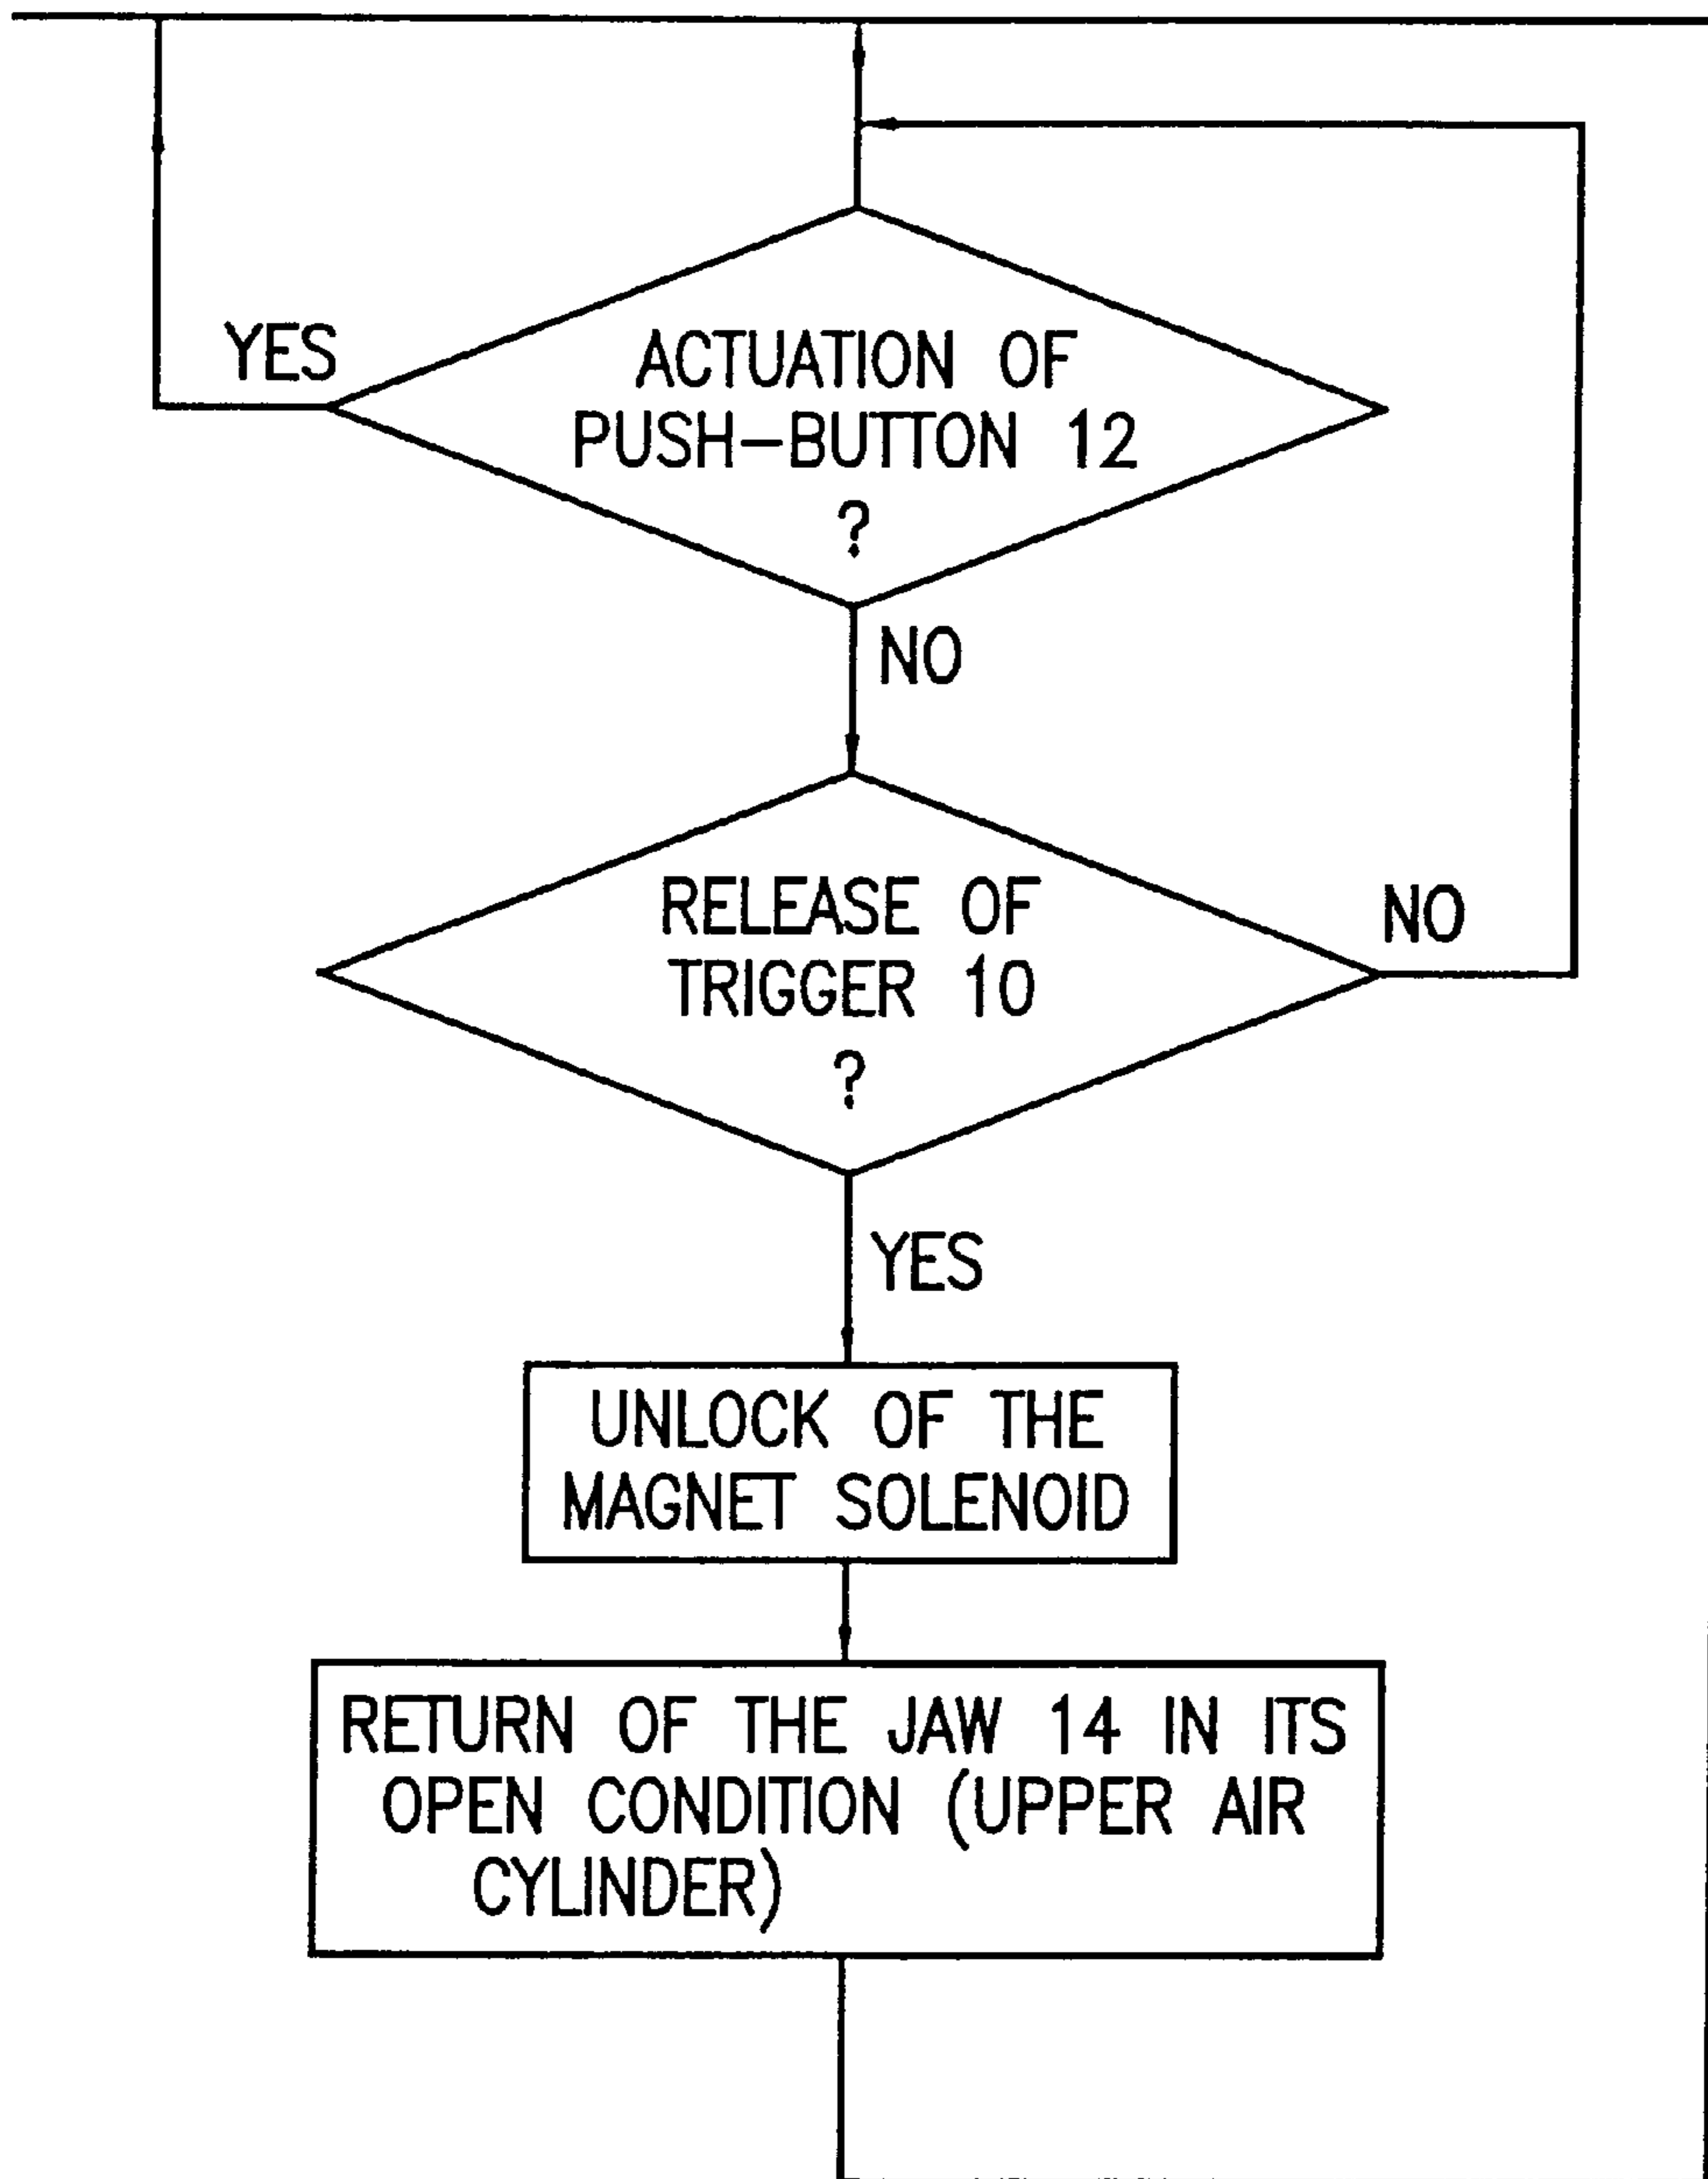 YES
ACTUATION OF
PUSH-BUTTON 12
?
NO
RELEASE OF
TRIGGER 10
?
NO
YES
UNLOCK OF THE
MAGNET SOLENOID
RETURN OF THE JAW 14 IN ITS
OPEN CONDITION (UPPER AIR
CYLINDER)